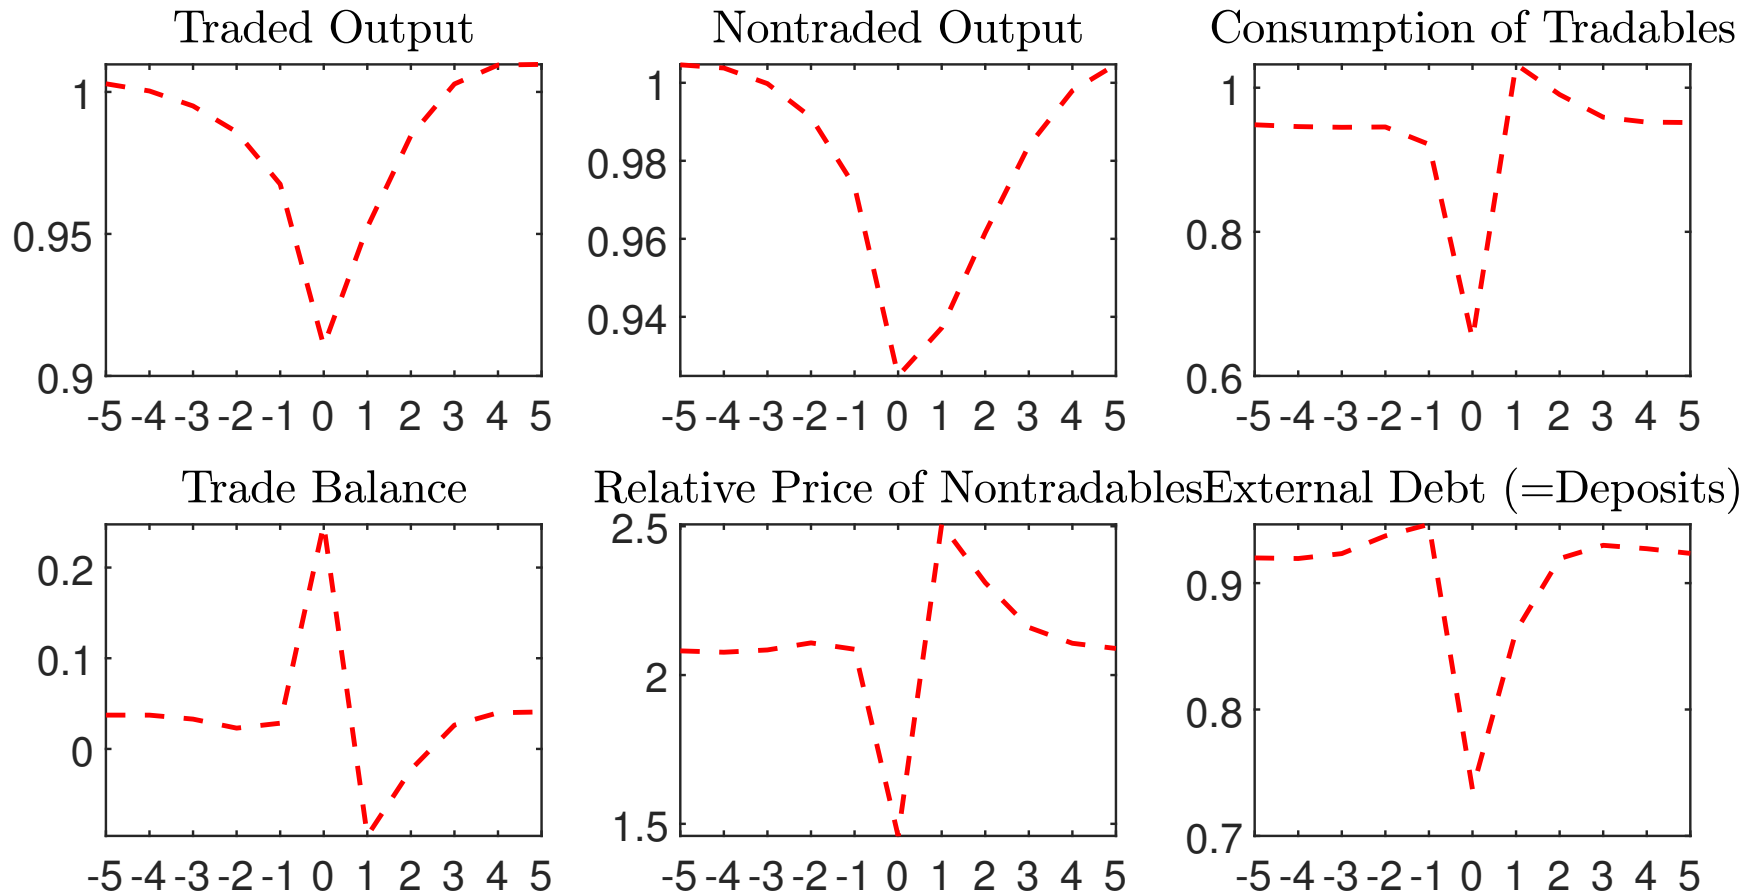 Traded Output
1
0.95
0.9
-5 -4 -3 -2 -1 0 1 2 3 4 5
Nontraded Output
1
0.98
0.96
0.94
-5 -4 -3 -2 -1 0 1 2 3 4 5
Consumption of Tradables
1
0.8
0.6
-5 -4 -3 -2 -1 0 1 2 3 4 5
Trade Balance
0.2
0.1
0
-5 -4 -3 -2 -1 0 1 2 3 4 5
Relative Price of Nontradables
2.5
2
1.5
-5 -4 -3 -2 -1 0 1 2 3 4 5
External Debt (=Deposits)
0.9
0.8
0.7
-5 -4 -3 -2 -1 0 1 2 3 4 5